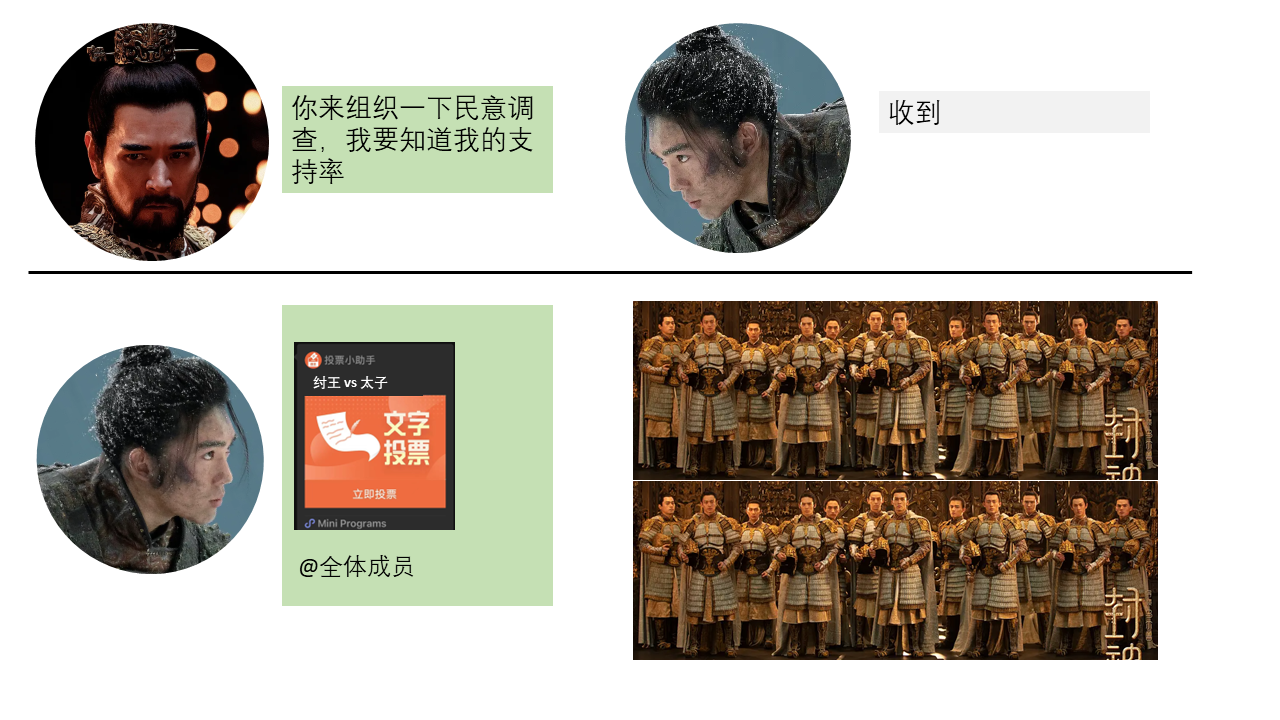 你来组织一下民意调
查，我要知道我的支
持率
收到
投票小助手
纣王 vs 太子
文字
投票
立即投票
Mini Programs
@全体成员
封神
封神